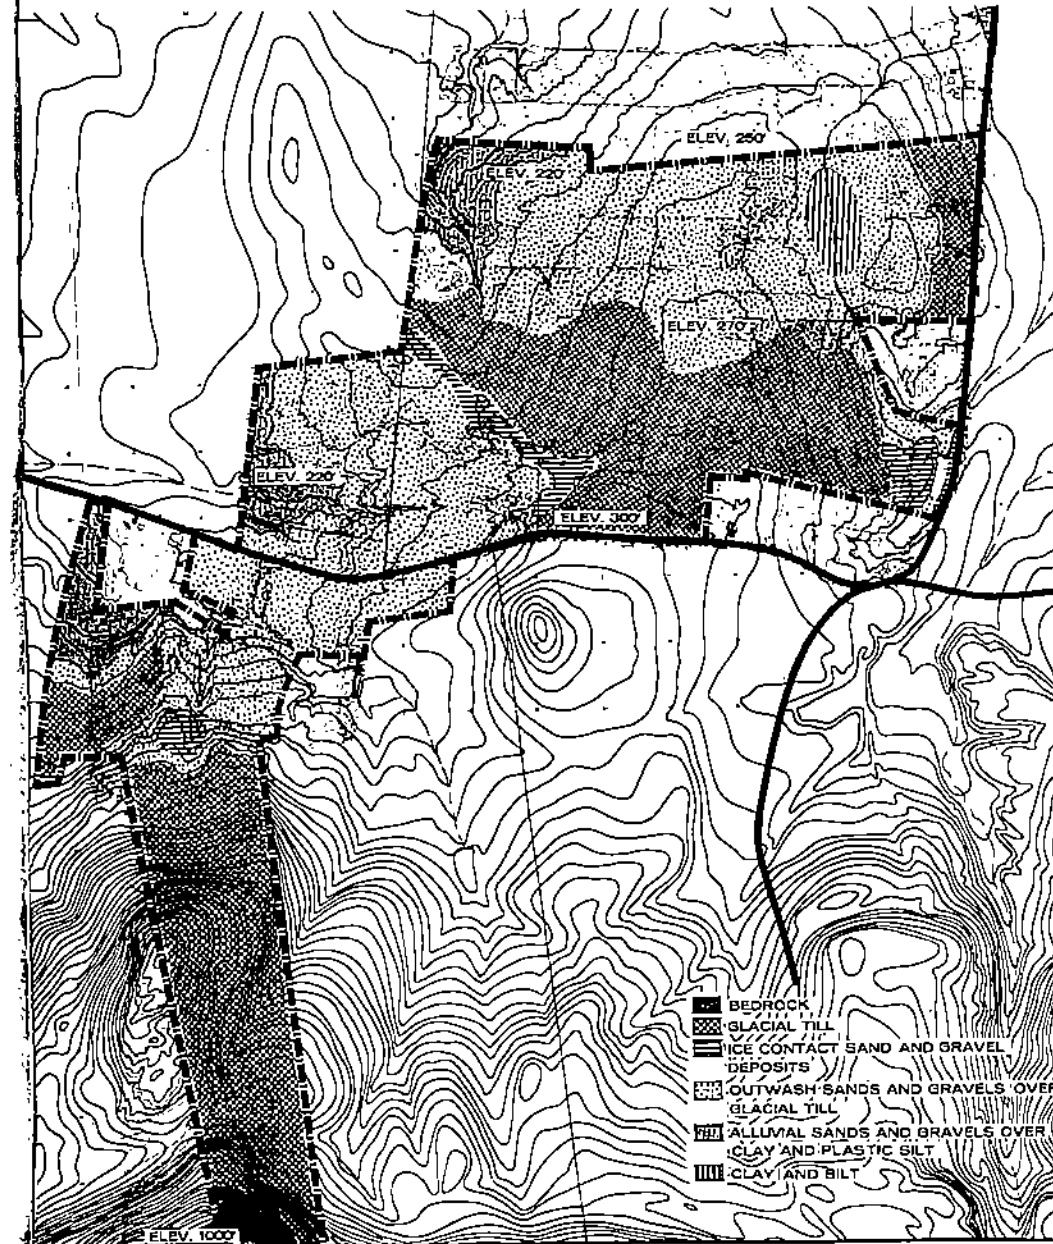 ELEV. 250'
ELEV. 220'
ELEV. 270'
ELEV. 220'
ELEV. 300'
BEDROCK
GLACIAL TILL
ICE CONTACT SAND AND GRAVEL
DEPOSITS
OUTWASH SANDS AND GRAVELS OVER
GLACIAL TILL
ALLUVIAL SANDS AND GRAVELS OVER
CLAY AND PLASTIC SILT
CLAY AND SILT
ELEV. 1000'